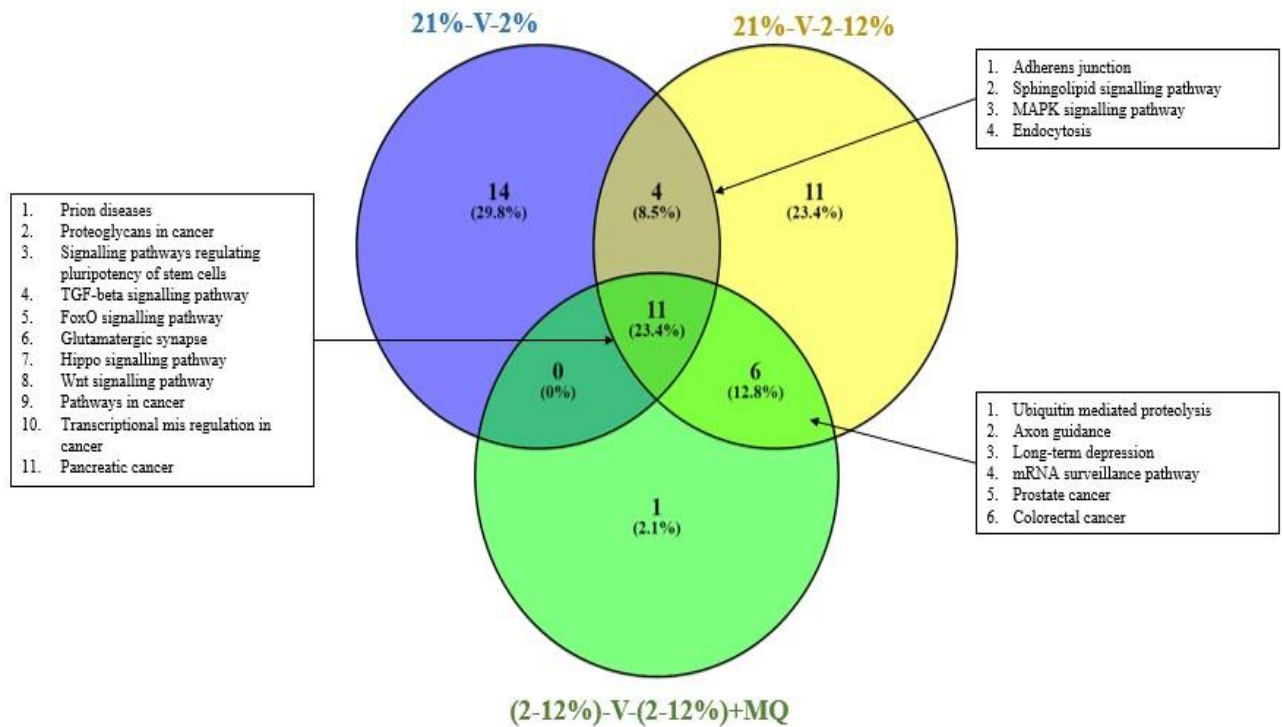 21%-V-2%
21%-V-2-12%
1. Adherens junction
2. Sphingolipid signalling pathway
3. MAPK signalling pathway
4. Endocytosis
14
(29.8%)
4
(8.5%)
11
(23.4%)
1. Prion diseases
2. Proteoglycans in cancer
3. Signalling pathways regulating
pluripotency of stem cells
4. TGF-beta signalling pathway
5. FoxO signalling pathway
6. Glutamatergic synapse
7. Hippo signalling pathway
8. Wnt signalling pathway
9. Pathways in cancer
10. Transcriptional mis regulation in
cancer
11. Pancreatic cancer
11
(23.4%)
0
(0%)
6
(12.8%)
1. Ubiquitin mediated proteolysis
2. Axon guidance
3. Long-term depression
4. mRNA surveillance pathway
5. Prostate cancer
6. Colorectal cancer
1
(2.1%)
(2-12%)-V-(2-12%)+MQ